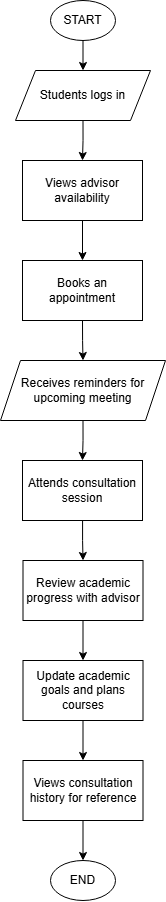 START
Students logs in
Views advisor
availability
Books an
appointment
Receives reminders for
upcoming meeting
Attends consultation
session
Review academic
progress with advisor
Update academic
goals and plans
courses
Views consultation
history for reference
END